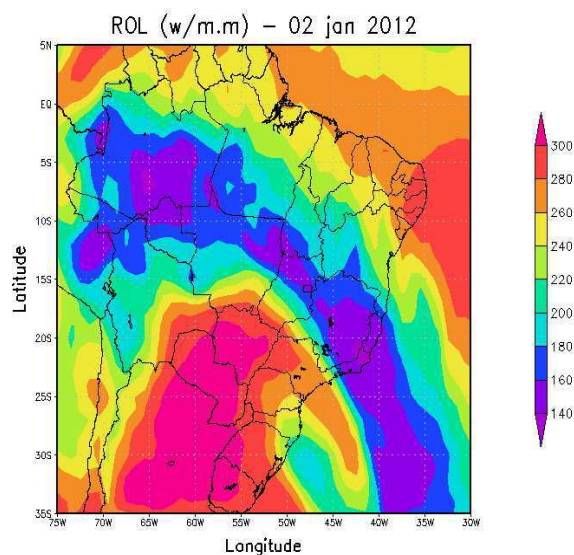 ROL (w/m.m) – 02 jan 2012
5N
EQ
5S
10S
15S
20S
25S
30S
35S
Latitude
75W 70W 65W 60W 55W 50W 45W 40W 35W 30W
Longitude
300
280
260
240
220
200
180
160
140